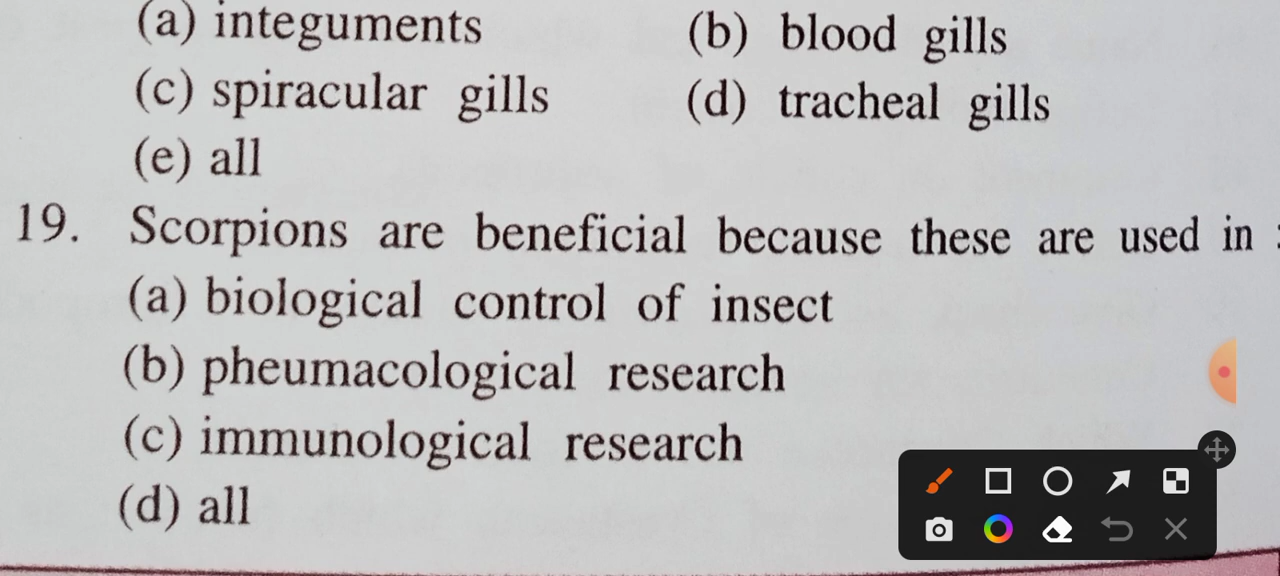 (a) integuments (b) blood gills
(c) spiracular gills (d) tracheal gills
(e) all
19. Scorpions are beneficial because these are used in :
(a) biological control of insect
(b) pheumacological research
(c) immunological research
(d) all